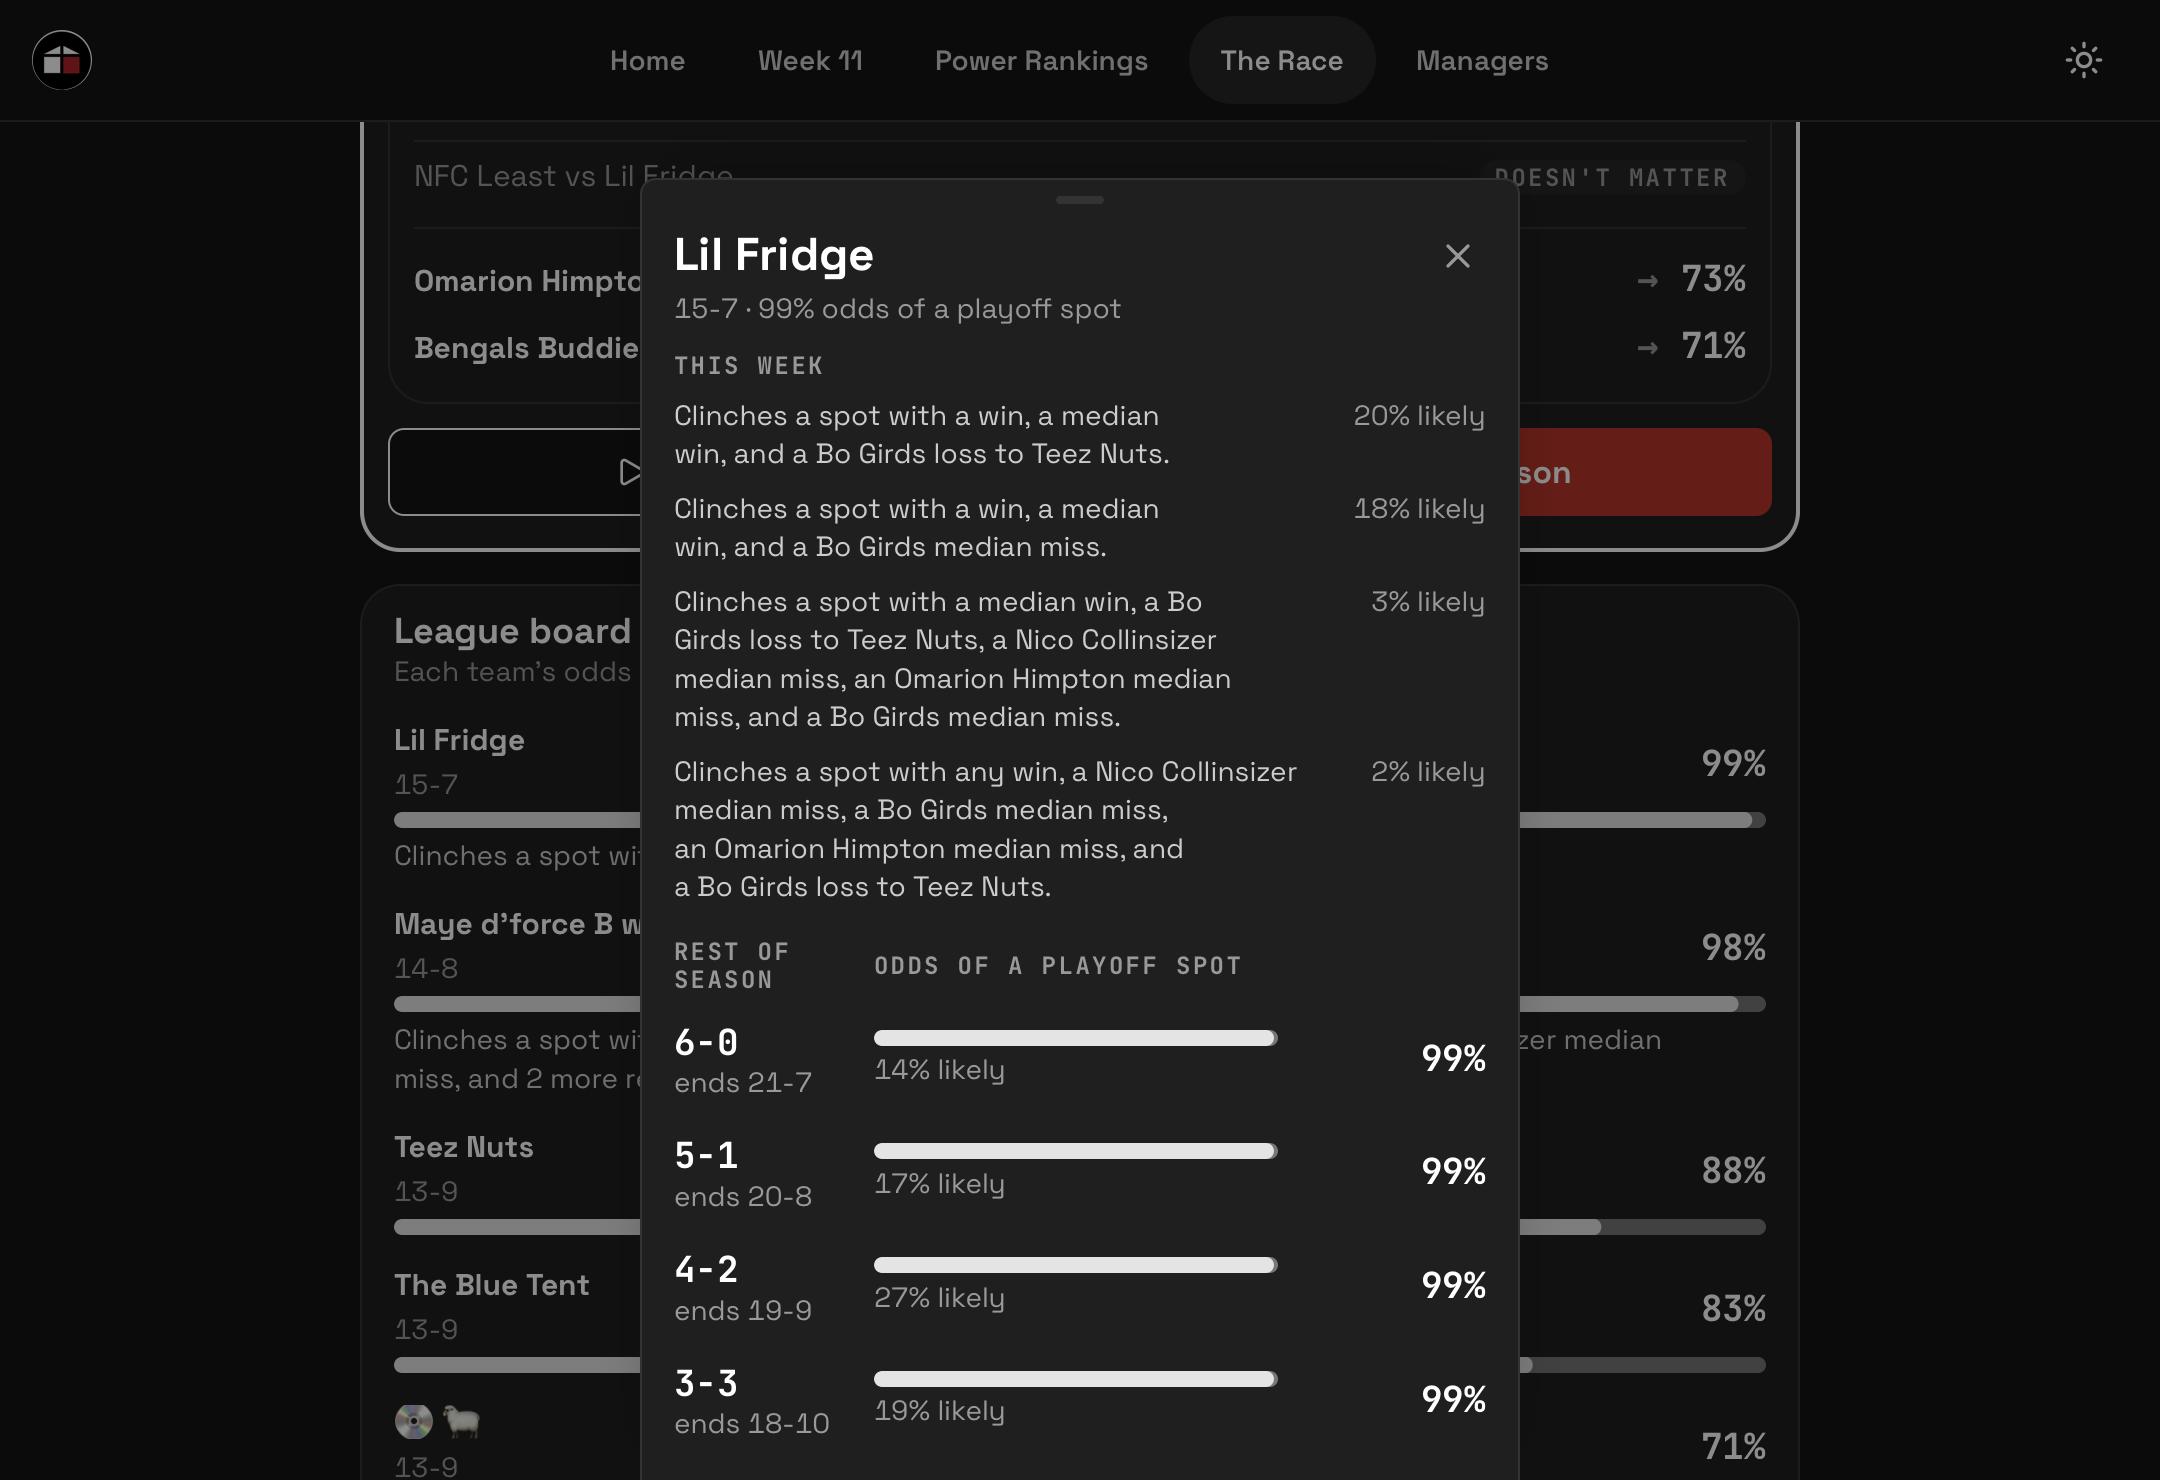 Home
Week 11
Power Rankings
The Race
Managers
NFC Least vs Lil Fridge
DOESN'T MATTER
Omarion Himpto
→ 73%
Bengals Buddie
→ 71%
son
Lil Fridge
15-7 · 99% odds of a playoff spot
THIS WEEK
Clinches a spot with a win, a median
win, and a Bo Girds loss to Teez Nuts.
20% likely
Clinches a spot with a win, a median
win, and a Bo Girds median miss.
18% likely
Clinches a spot with a median win, a Bo
Girds loss to Teez Nuts, a Nico Collinsizer
median miss, an Omarion Himpton median
miss, and a Bo Girds median miss.
3% likely
Clinches a spot with any win, a Nico Collinsizer
median miss, a Bo Girds median miss,
an Omarion Himpton median miss, and
a Bo Girds loss to Teez Nuts.
2% likely
REST OF
SEASON
ODDS OF A PLAYOFF SPOT
6-0
ends 21-7
14% likely
99%
5-1
ends 20-8
17% likely
99%
4-2
ends 19-9
27% likely
99%
3-3
ends 18-10
19% likely
99%
League board
Each team's odds
Lil Fridge
15-7
99%
Clinches a spot wi
Maye d'force B w
14-8
98%
Clinches a spot wi
zer median
miss, and 2 more re
Teez Nuts
13-9
88%
The Blue Tent
13-9
83%
13-9
71%